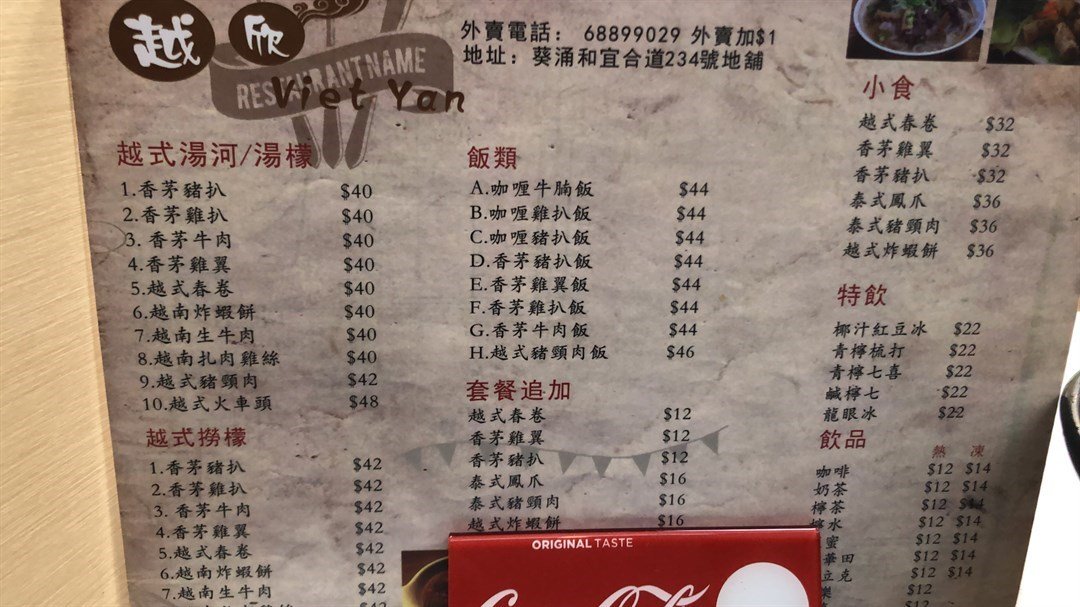 越 欣
RESTAURANT NAME
Viet Yan
外賣電話： 68899029 外賣加$1
地址：葵涌和宜合道234號地舖
越式湯河/湯檬
1.香茅豬扒 $40
2.香茅雞扒 $40
3. 香茅牛肉 $40
4.香茅雞翼 $40
5.越式春卷 $40
6.越南炸蝦餅 $40
7.越南生牛肉 $40
8.越南扎肉雞絲 $40
9.越式豬頸肉 $42
10.越式火車頭 $48
越式撈檬
1.香茅豬扒 $42
2.香茅雞扒 $42
3. 香茅牛肉 $42
4.香茅雞翼 $42
5.越式春卷 $42
6.越南炸蝦餅 $42
7.越南生牛肉 $42
$42
飯類
A.咖喱牛腩飯 $44
B.咖喱雞扒飯 $44
C.咖喱豬扒飯 $44
D.香茅豬扒飯 $44
E.香茅雞翼飯 $44
F.香茅雞扒飯 $44
G.香茅牛肉飯 $44
H.越式豬頸肉飯 $46
套餐追加
越式春卷 $12
香茅雞翼 $12
香茅豬扒 $12
泰式鳳爪 $16
泰式豬頸肉 $16
越式炸蝦餅 $16
小食
越式春卷 $32
香茅雞翼 $32
香茅豬扒 $32
泰式鳳爪 $36
泰式豬頸肉 $36
越式炸蝦餅 $36
特飲
椰汁紅豆冰 $22
青檸梳打 $22
青檸七喜 $22
鹹檸七 $22
龍眼冰 $22
飲品
熱 凍
咖啡 $12 $14
奶茶 $12 $14
檸茶 $12 $14
檸水 $12 $14
蜜 $12 $14
華田 $12 $14
立克 $12 $14
樂 $12
$12
ORIGINAL TASTE